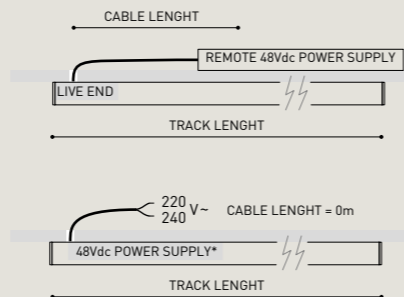 CABLE LENGHT
REMOTE 48Vdc POWER SUPPLY
LIVE END
TRACK LENGHT
220
240 V~ CABLE LENGHT = 0m
48Vdc POWER SUPPLY*
TRACK LENGHT